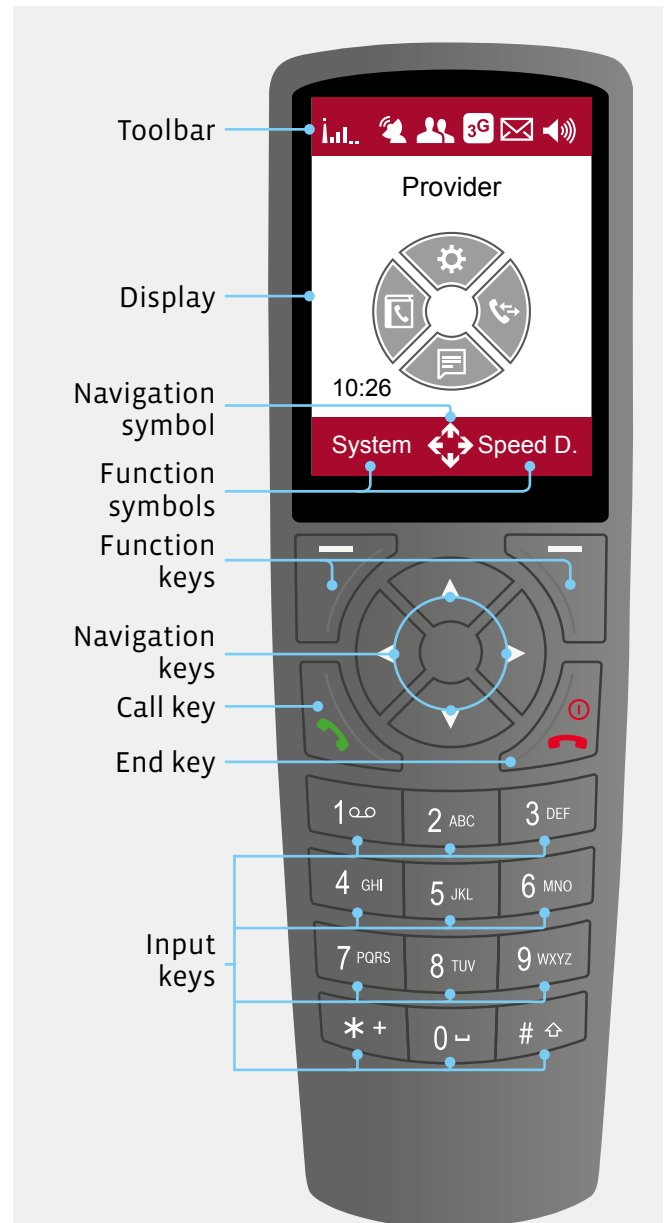 Toolbar
3G
Provider
Display
10:26
Navigation
symbol
System
Speed D.
Function
symbols
Function
keys
Navigation
keys
Call key
End key
1
2 ABC
3 DEF
4 GHI
5 JKL
6 MNO
Input
keys
7 PQRS
8 TUV
9 WXYZ
* +
0
#